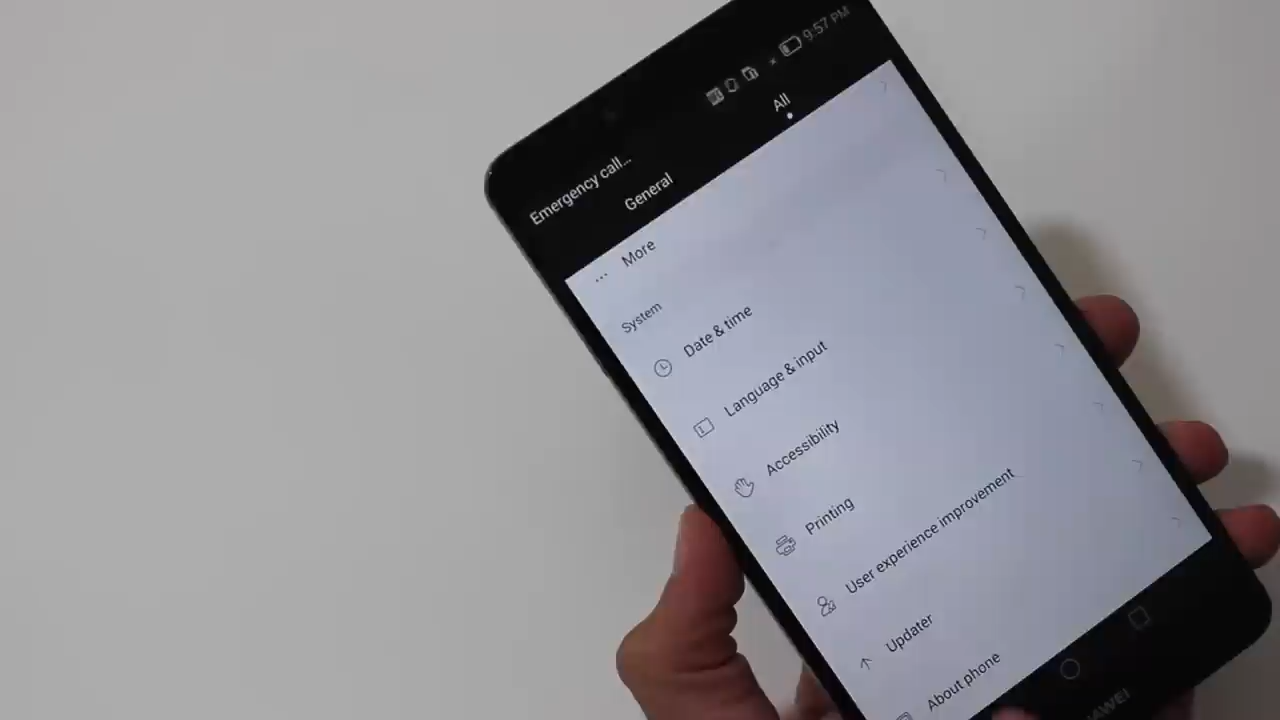 9:57 PM
Emergency call...
General
All
More
System
Date & time
Language & input
Accessibility
Printing
User experience improvement
Updater
About phone